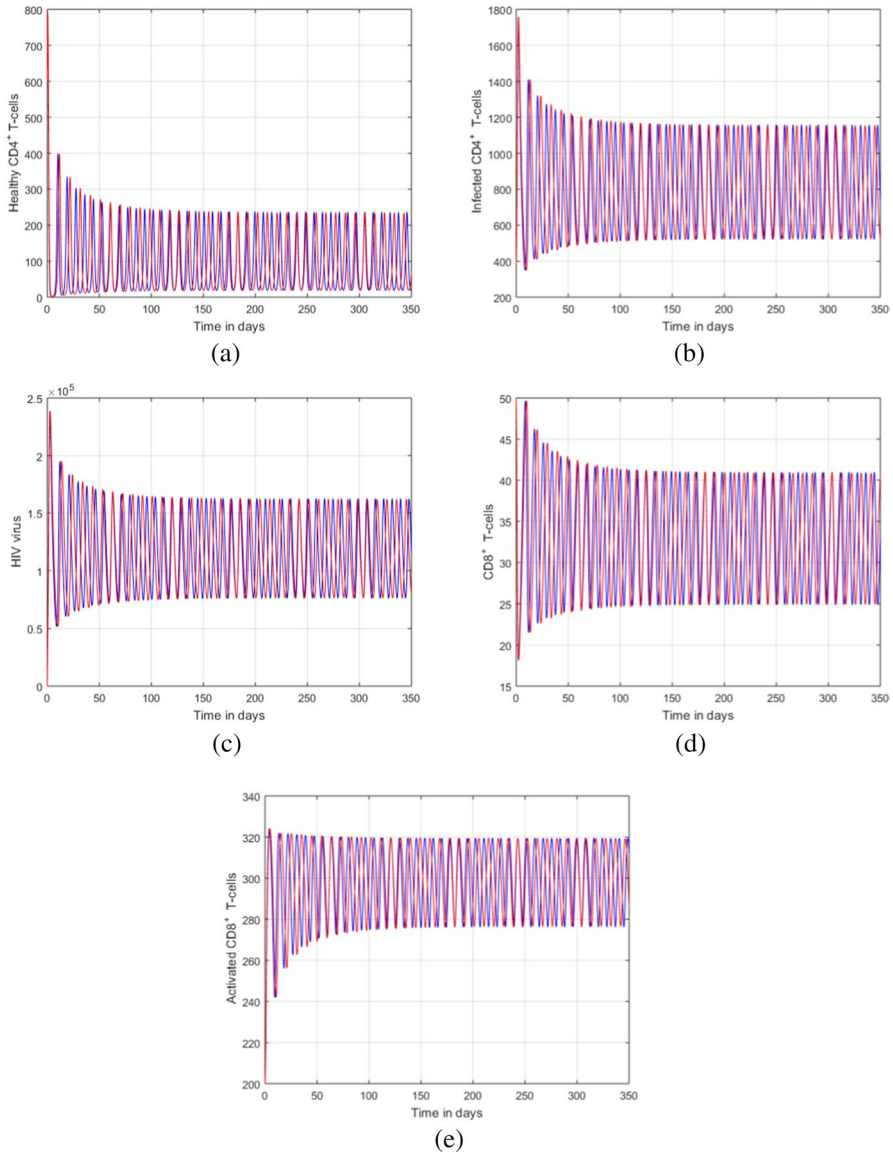 800
700
600
500
400
300
200
100
0
Healthy CD4+ T-cells
0 50 100 150 200 250 300 350
Time in days
(a)
1800
1600
1400
1200
1000
800
600
400
200
Infected CD4+ T-cells
0 50 100 150 200 250 300 350
Time in days
(b)
× 10^5
2.5
2
1.5
1
0.5
0
HIV virus
0 50 100 150 200 250 300 350
Time in days
(c)
50
45
40
35
30
25
20
15
CD8+ T-cells
0 50 100 150 200 250 300 350
Time in days
(d)
340
320
300
280
260
240
220
200
Activated CD8+ T-cells
0 50 100 150 200 250 300 350
Time in days
(e)